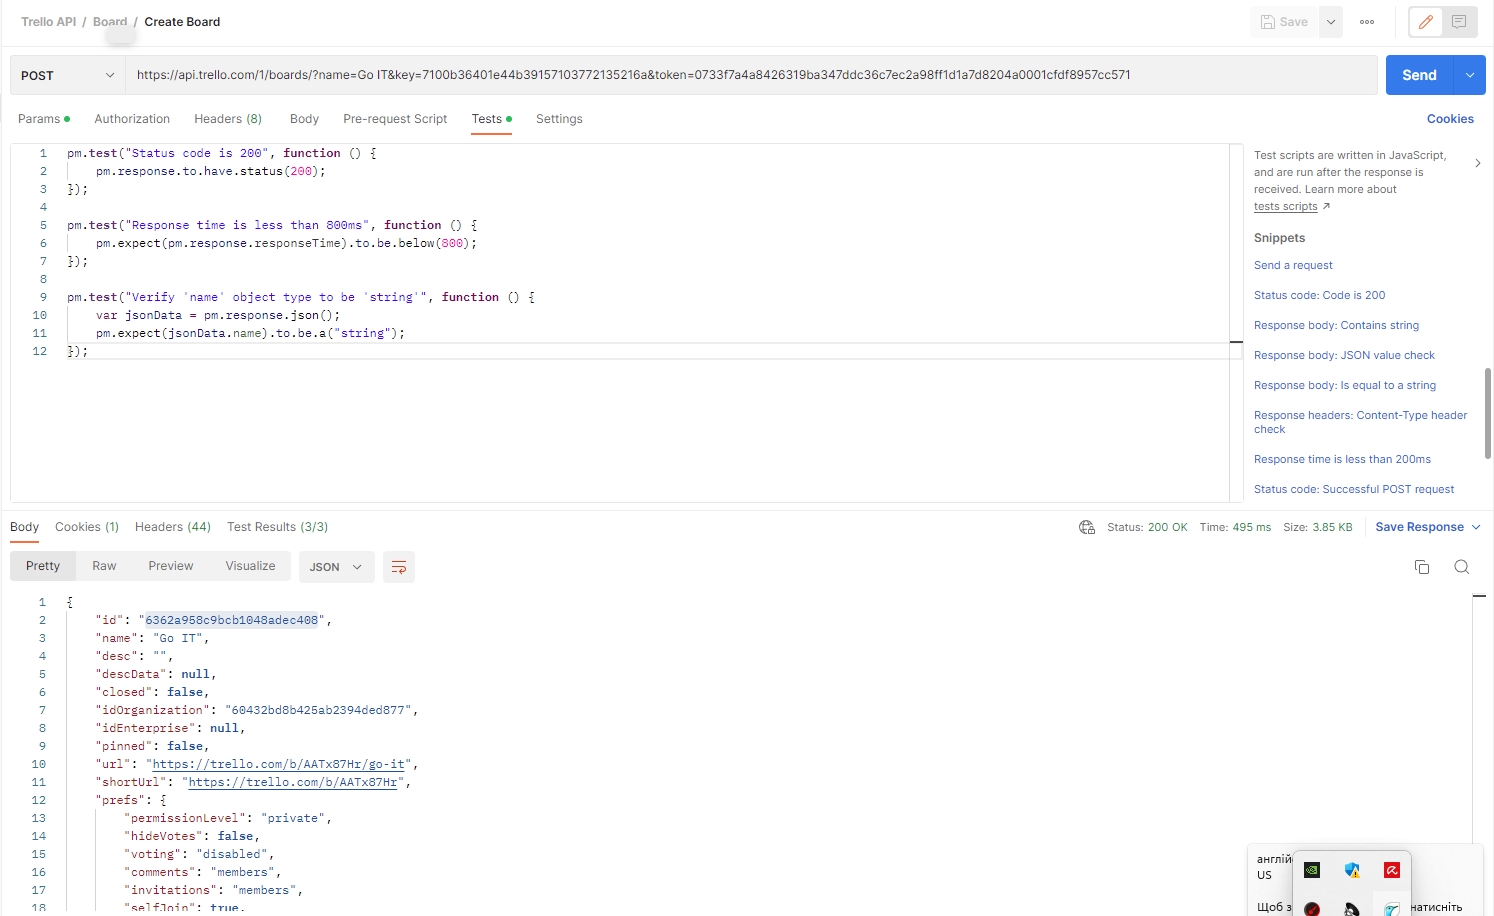 Trello API / Board / Create Board
Save
POST
https://api.trello.com/1/boards/?name=Go IT&key=7100b36401e44b39157103772135216a&token=0733f7a4a8426319ba347ddc36c7ec2a98ff1d1a7d8204a0001cfdf8957cc571
Send
Params
Authorization
Headers (8)
Body
Pre-request Script
Tests
Settings
Cookies
1 pm.test("Status code is 200", function () {
2 pm.response.to.have.status(200);
3 });
4
5 pm.test("Response time is less than 800ms", function () {
6 pm.expect(pm.response.responseTime).to.be.below(800);
7 });
8
9 pm.test("Verify 'name' object type to be 'string'", function () {
10 var jsonData = pm.response.json();
11 pm.expect(jsonData.name).to.be.a("string");
12 });
Test scripts are written in JavaScript,
and are run after the response is
received. Learn more about
tests scripts ↗
Snippets
Send a request
Status code: Code is 200
Response body: Contains string
Response body: JSON value check
Response body: Is equal to a string
Response headers: Content-Type header
check
Response time is less than 200ms
Status code: Successful POST request
Body
Cookies (1)
Headers (44)
Test Results (3/3)
Status: 200 OK
Time: 495 ms
Size: 3.85 KB
Save Response
Pretty
Raw
Preview
Visualize
JSON
1 {
2 "id": "6362a958c9bcb1048adec408",
3 "name": "Go IT",
4 "desc": "",
5 "descData": null,
6 "closed": false,
7 "idOrganization": "60432bd8b425ab2394ded877",
8 "idEnterprise": null,
9 "pinned": false,
10 "url": "https://trello.com/b/AATx87Hr/go-it",
11 "shortUrl": "https://trello.com/b/AATx87Hr",
12 "prefs": {
13 "permissionLevel": "private",
14 "hideVotes": false,
15 "voting": "disabled",
16 "comments": "members",
17 "invitations": "members",
18 "selfJoin": true,
англій
US
Щоб з
натисніть